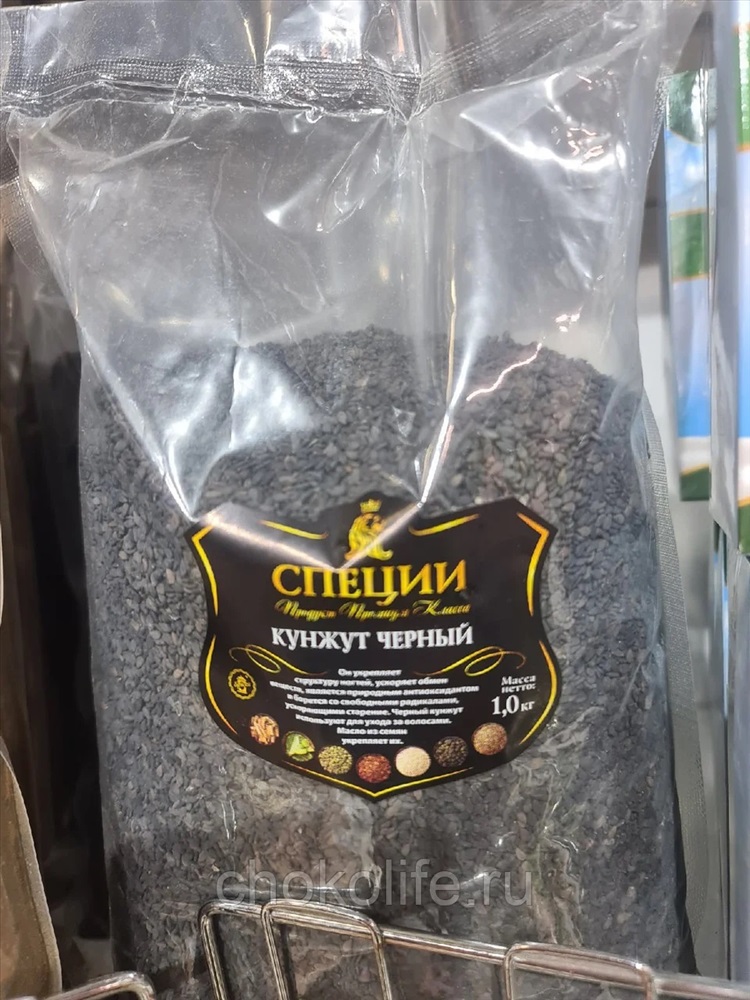 СПЕЦИИ
Продукт Премиум Класса
КУНЖУТ ЧЕРНЫЙ
Он укрепляет
структуру ногтей, ускоряет обмен
веществ, является природным антиоксидантом
и борется со свободными радикалами,
ускоряющими старение. Черный кунжут
используют для ухода за волосами.
Масло из семян
укрепляет их.
Масса
нетто:
1,0 кг
chokolife.ru